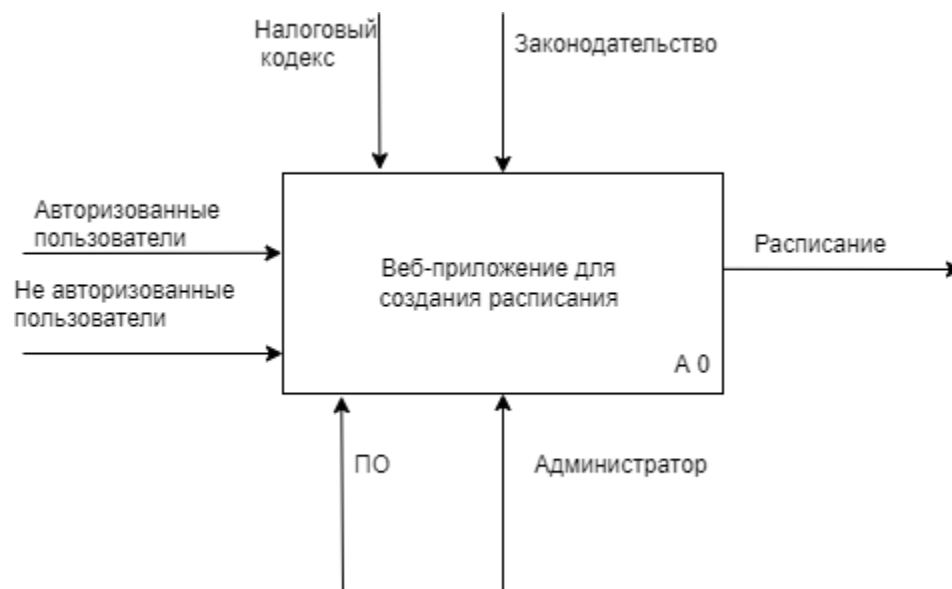 Налоговый
кодекс
Законодательство
Авторизованные
пользователи
Не авторизованные
пользователи
Веб-приложение для
создания расписания
А 0
Расписание
ПО
Администратор